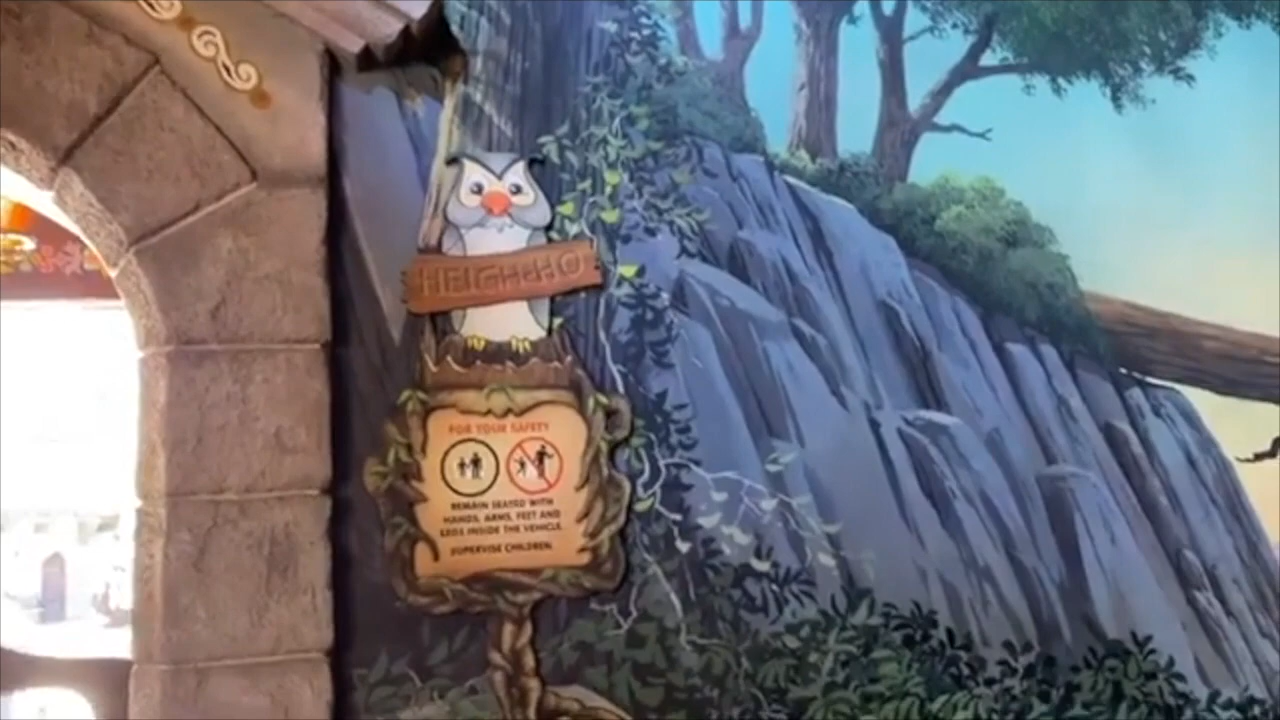 HEIGH-HO
FOR YOUR SAFETY
REMAIN SEATED WITH
HANDS, ARMS, FEET AND
LEGS INSIDE THE VEHICLE.
SUPERVISE CHILDREN.